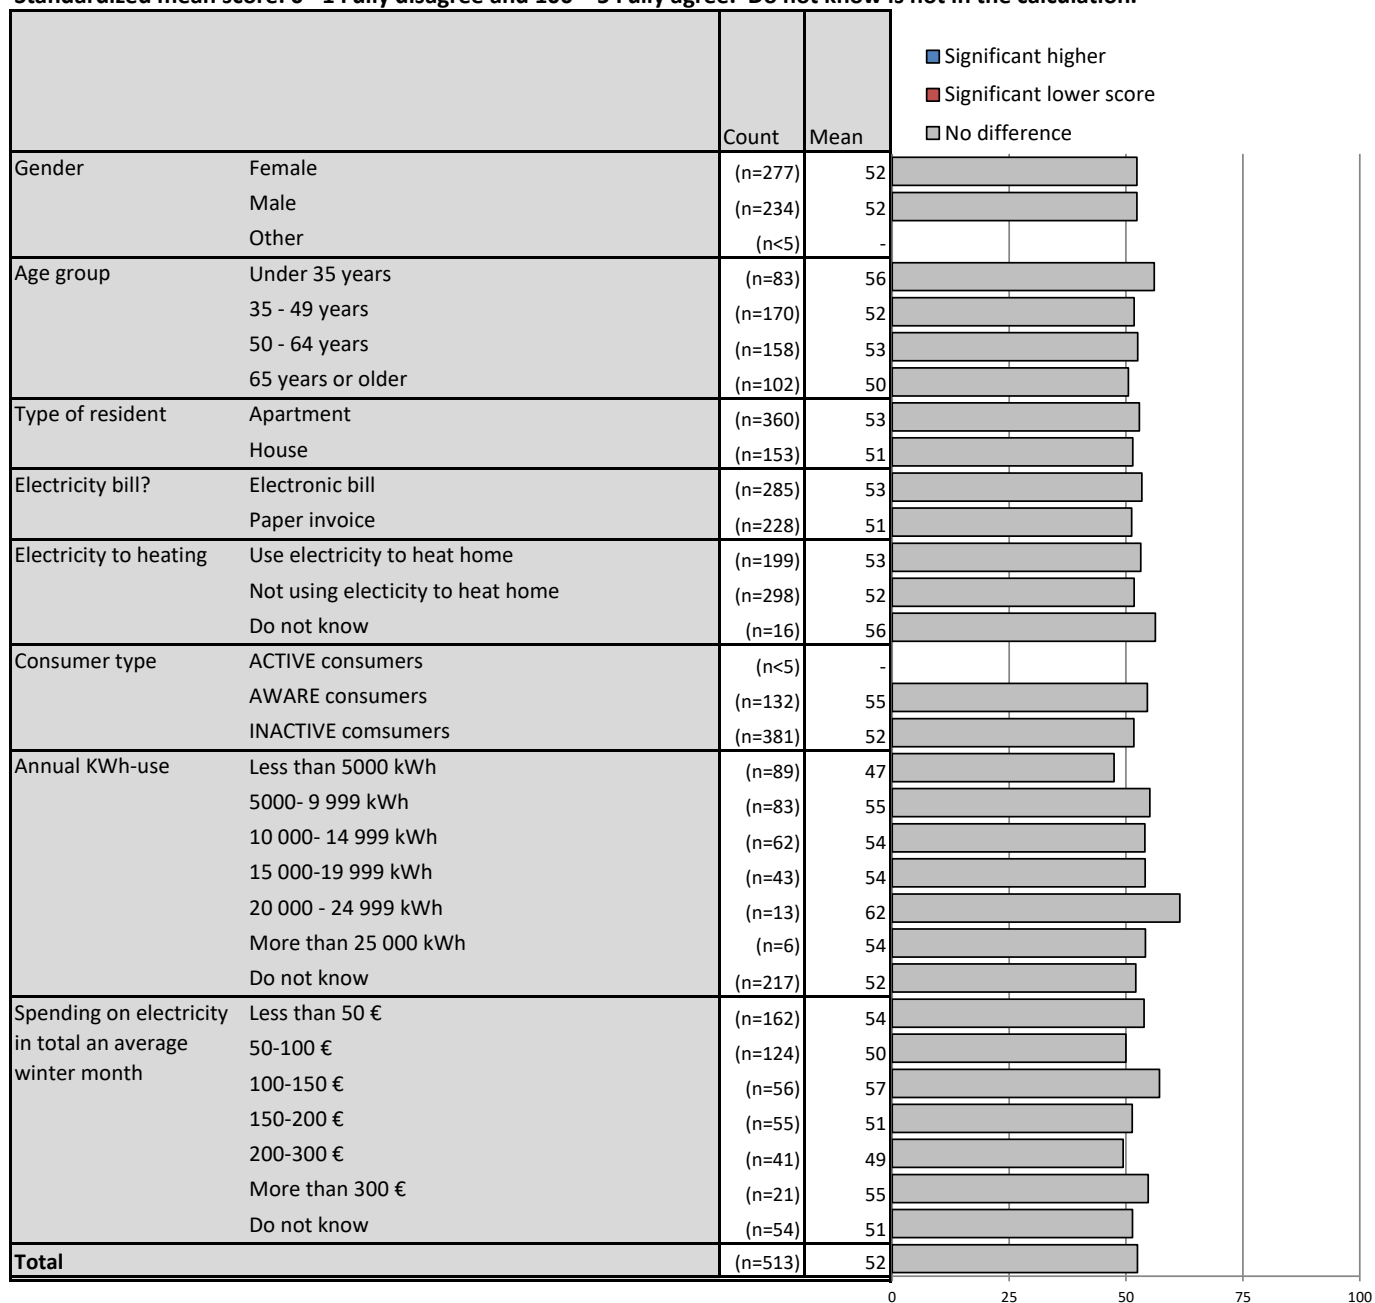 Standardized mean score: 0 - 1 Fully disagree and 100 = 5 Fully agree. Do not know is not in the calculation.
Significant higher
Significant lower score
No difference
Count Mean
Gender Female (n=277) 52
Male (n=234) 52
Other (n<5) -
Age group Under 35 years (n=83) 56
35 - 49 years (n=170) 52
50 - 64 years (n=158) 53
65 years or older (n=102) 50
Type of resident Apartment (n=360) 53
House (n=153) 51
Electricity bill? Electronic bill (n=285) 53
Paper invoice (n=228) 51
Electricity to heating Use electricity to heat home (n=199) 53
Not using electicity to heat home (n=298) 52
Do not know (n=16) 56
Consumer type ACTIVE consumers (n<5) -
AWARE consumers (n=132) 55
INACTIVE comsumers (n=381) 52
Annual KWh-use Less than 5000 kWh (n=89) 47
5000- 9 999 kWh (n=83) 55
10 000- 14 999 kWh (n=62) 54
15 000-19 999 kWh (n=43) 54
20 000 - 24 999 kWh (n=13) 62
More than 25 000 kWh (n=6) 54
Do not know (n=217) 52
Spending on electricity Less than 50 € (n=162) 54
in total an average 50-100 € (n=124) 50
winter month 100-150 € (n=56) 57
150-200 € (n=55) 51
200-300 € (n=41) 49
More than 300 € (n=21) 55
Do not know (n=54) 51
Total (n=513) 52
0 25 50 75 100